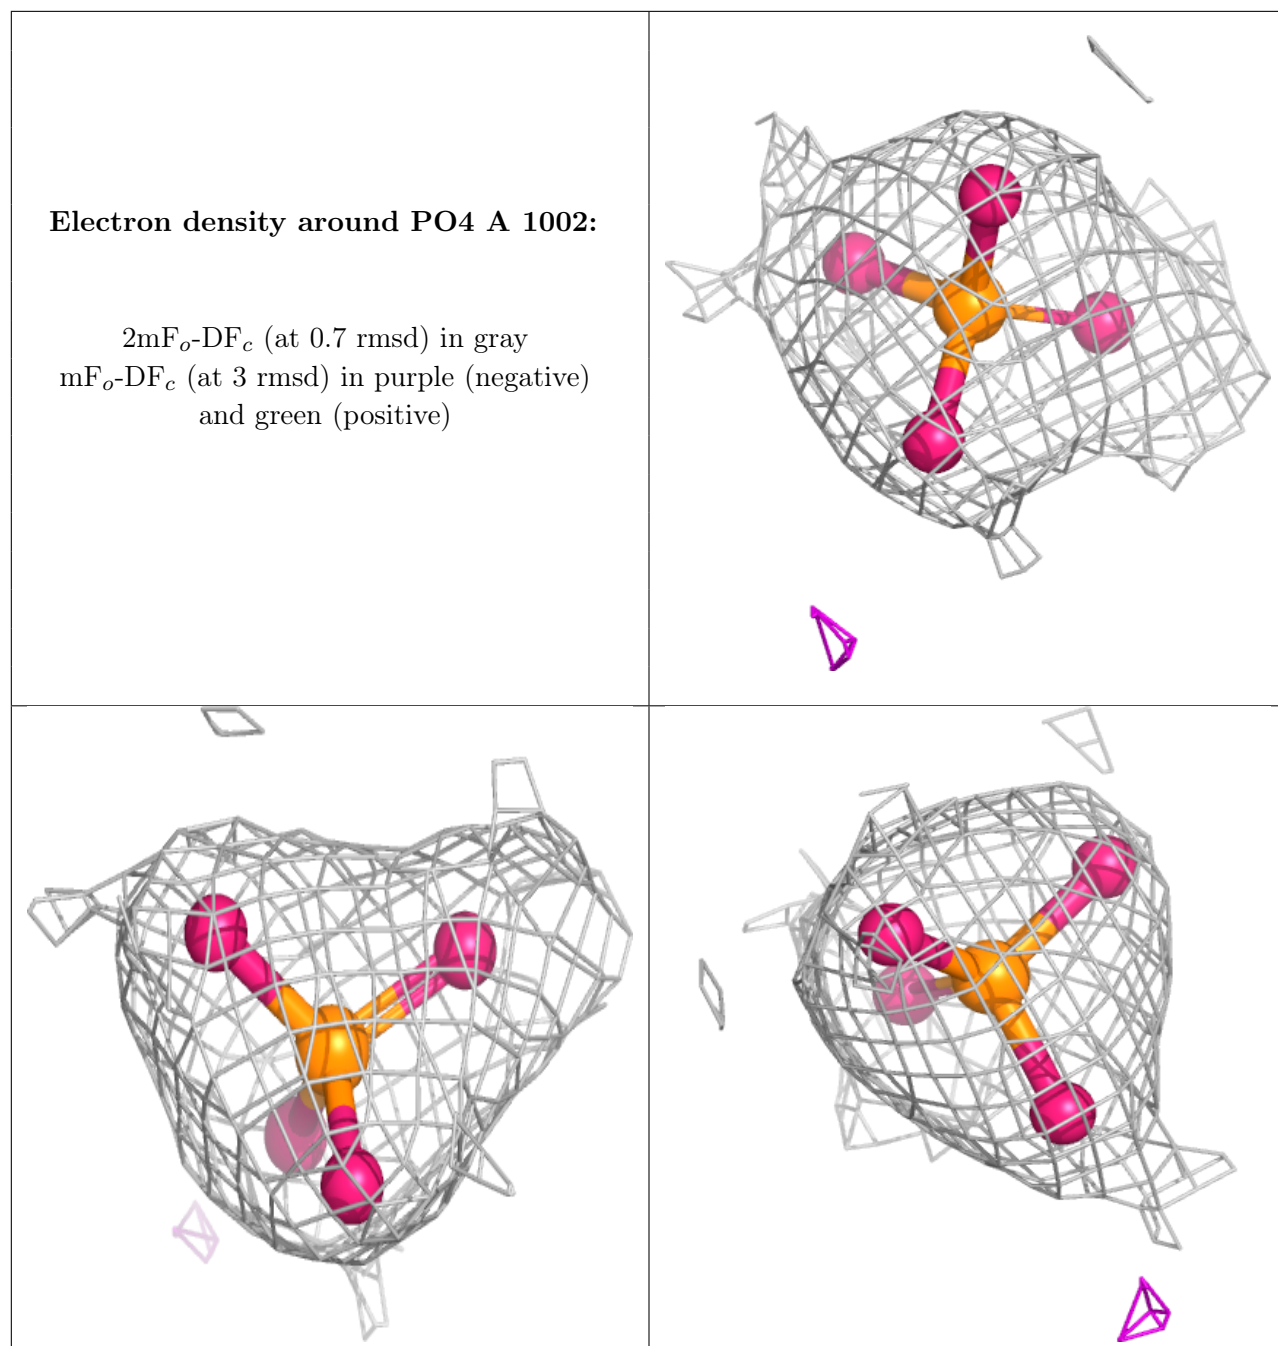 Electron density around PO4 A 1002:
2mFo-DFc (at 0.7 rmsd) in gray
mFo-DFc (at 3 rmsd) in purple (negative)
and green (positive)